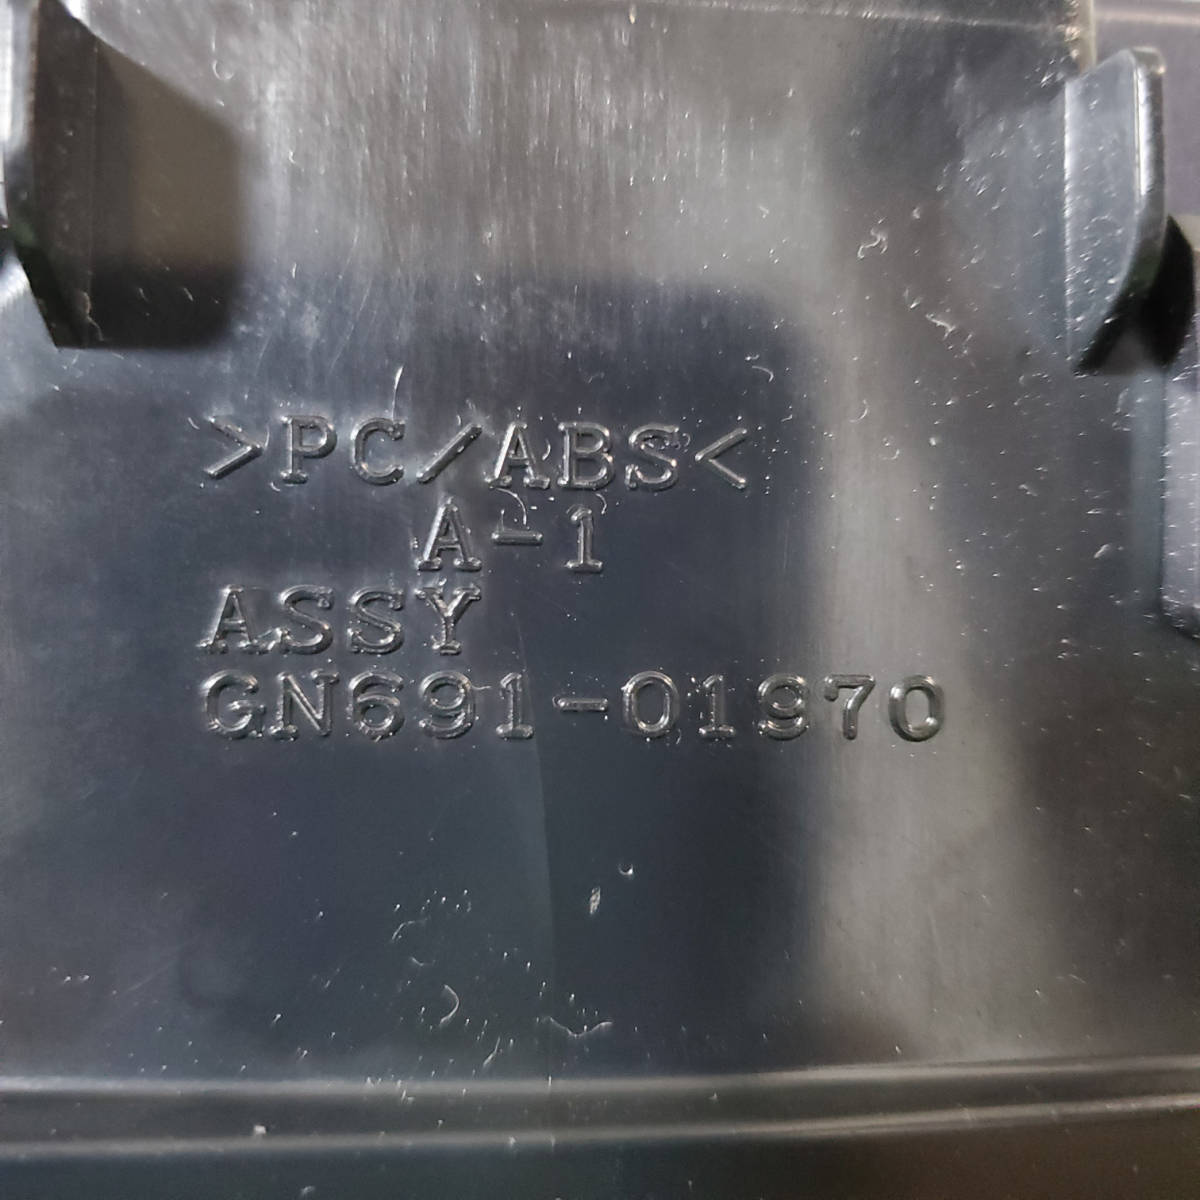 >PC/ABS<
A-1
ASSY
GN691-01970